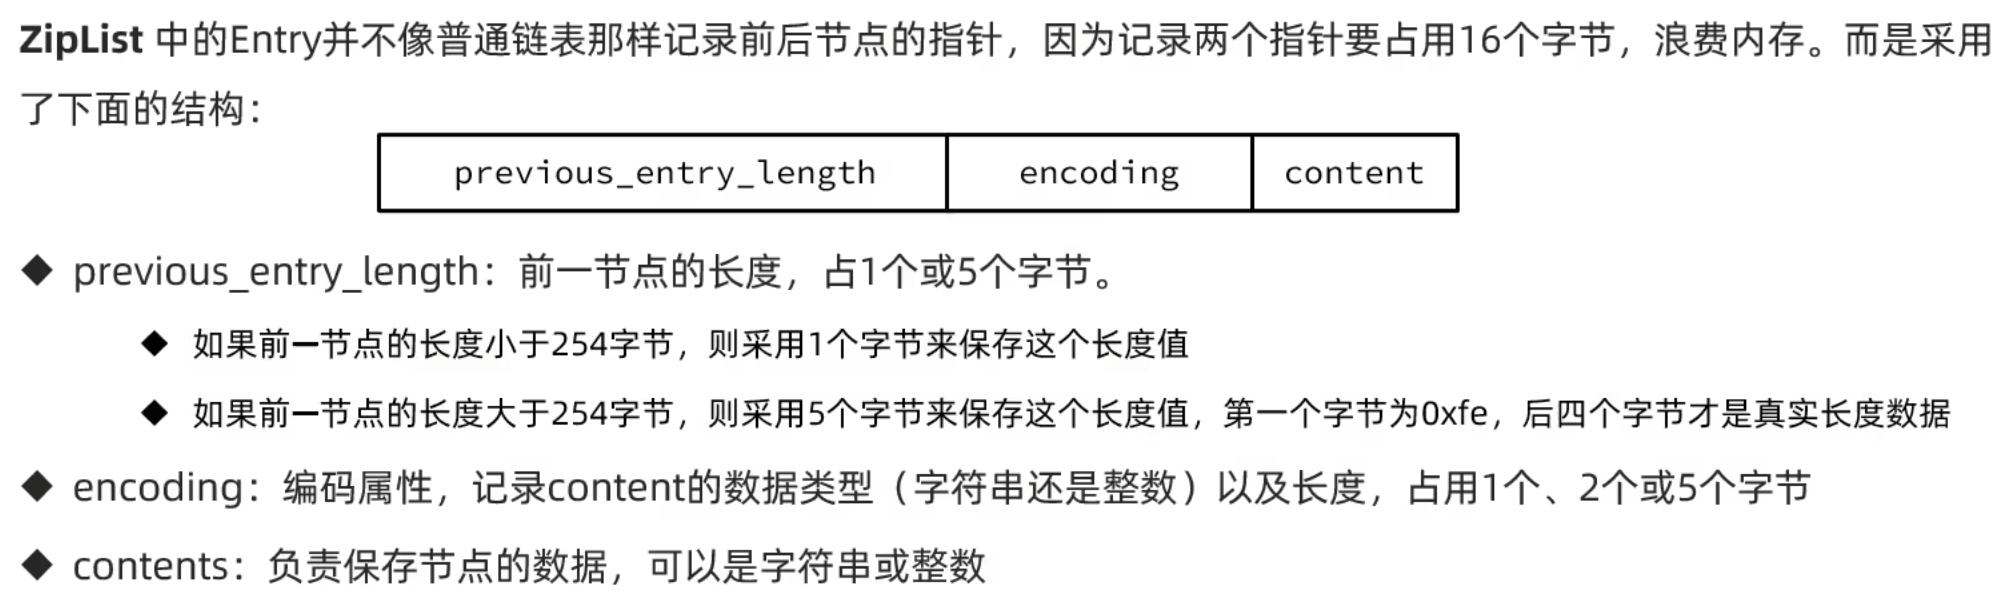 ZipList 中的Entry并不像普通链表那样记录前后节点的指针，因为记录两个指针要占用16个字节，浪费内存。而是采用
了下面的结构：
previous_entry_length encoding content
◆ previous_entry_length：前一节点的长度，占1个或5个字节。
◆ 如果前一节点的长度小于254字节，则采用1个字节来保存这个长度值
◆ 如果前一节点的长度大于254字节，则采用5个字节来保存这个长度值，第一个字节为0xfe，后四个字节才是真实长度数据
◆ encoding：编码属性，记录content的数据类型（字符串还是整数）以及长度，占用1个、2个或5个字节
◆ contents：负责保存节点的数据，可以是字符串或整数